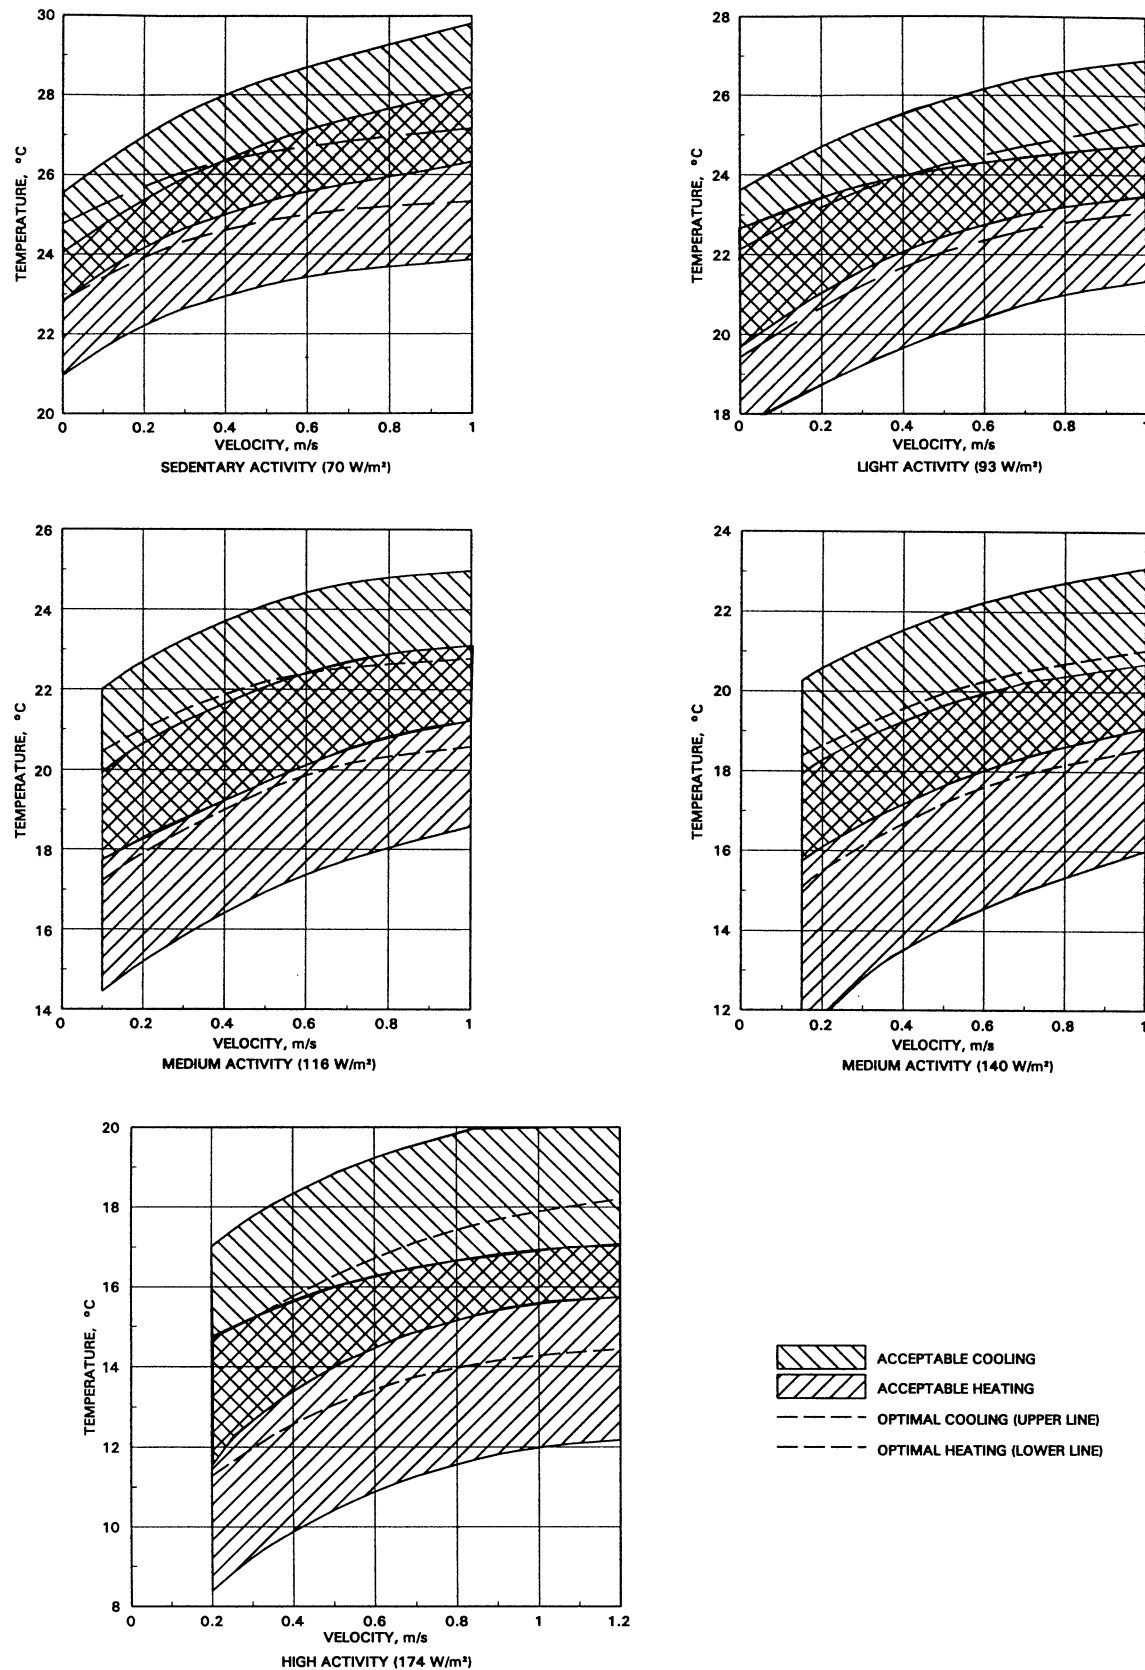 30
28
26
24
22
20
TEMPERATURE, °C
0 0.2 0.4 0.6 0.8 1
VELOCITY, m/s
SEDENTARY ACTIVITY (70 W/m²)
28
26
24
22
20
18
TEMPERATURE, °C
0 0.2 0.4 0.6 0.8 1
VELOCITY, m/s
LIGHT ACTIVITY (93 W/m²)
26
24
22
20
18
16
14
TEMPERATURE, °C
0 0.2 0.4 0.6 0.8 1
VELOCITY, m/s
MEDIUM ACTIVITY (116 W/m²)
24
22
20
18
16
14
12
TEMPERATURE, °C
0 0.2 0.4 0.6 0.8 1
VELOCITY, m/s
MEDIUM ACTIVITY (140 W/m²)
20
18
16
14
12
10
8
TEMPERATURE, °C
0 0.2 0.4 0.6 0.8 1 1.2
VELOCITY, m/s
HIGH ACTIVITY (174 W/m²)
ACCEPTABLE COOLING
ACCEPTABLE HEATING
OPTIMAL COOLING (UPPER LINE)
OPTIMAL HEATING (LOWER LINE)